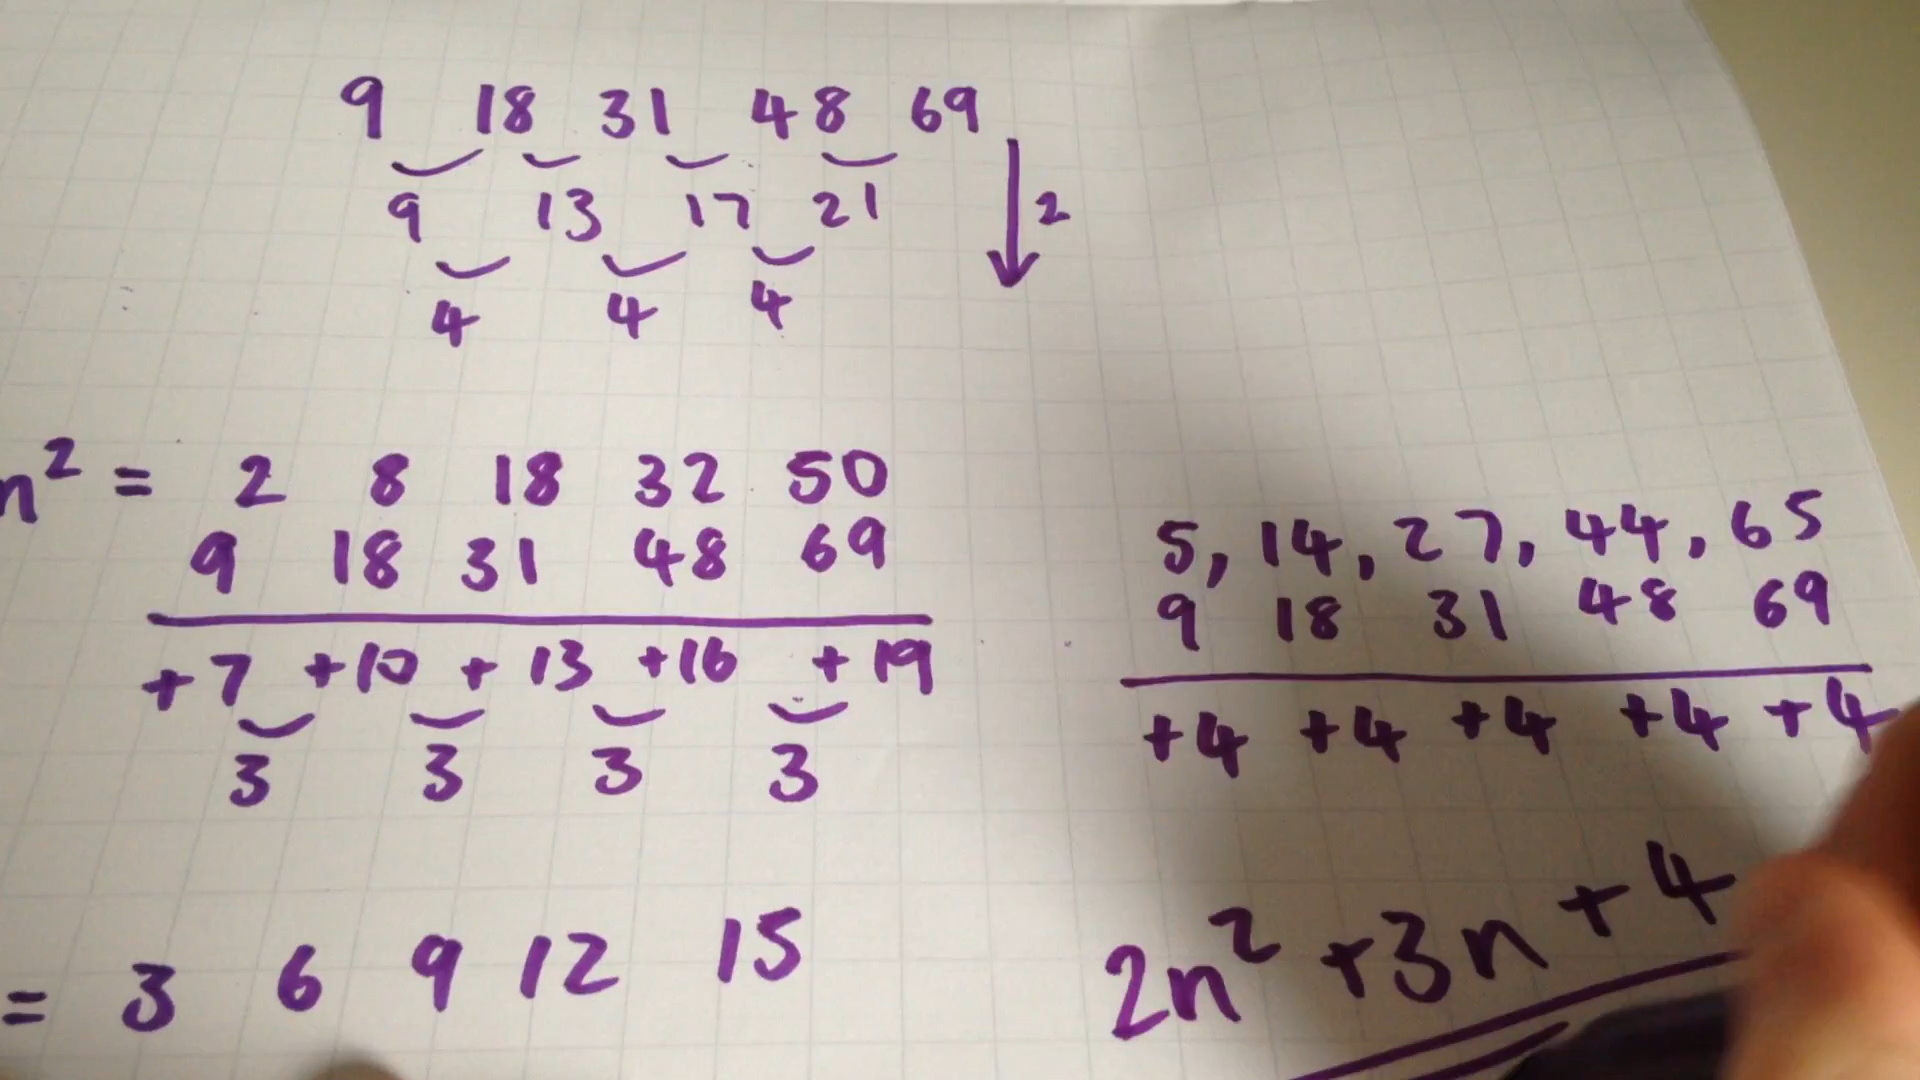 9 18 31 48 69
9 13 17 21
2
4 4 4
n² = 2 8 18 32 50
9 18 31 48 69
+7 +10 +13 +16 +19
3 3 3 3
= 3 6 9 12 15
5, 14, 27, 44, 65
9 18 31 48 69
+4 +4 +4 +4 +4
2n² +3n +4